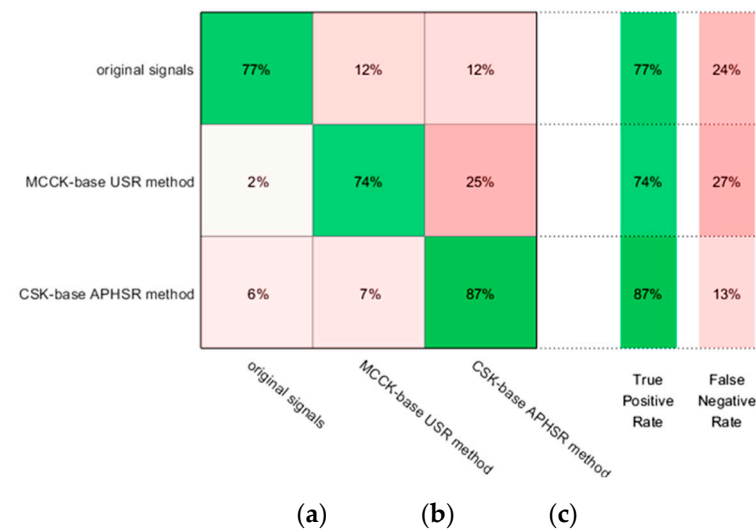 original signals 77% 12% 12% 77% 24%
MCCK-base USR method 2% 74% 25% 74% 27%
CSK-base APHSR method 6% 7% 87% 87% 13%
original signals
MCCK-base USR method
CSK-base APHSR method
True
Positive
Rate
False
Negative
Rate
(a) (b) (c)